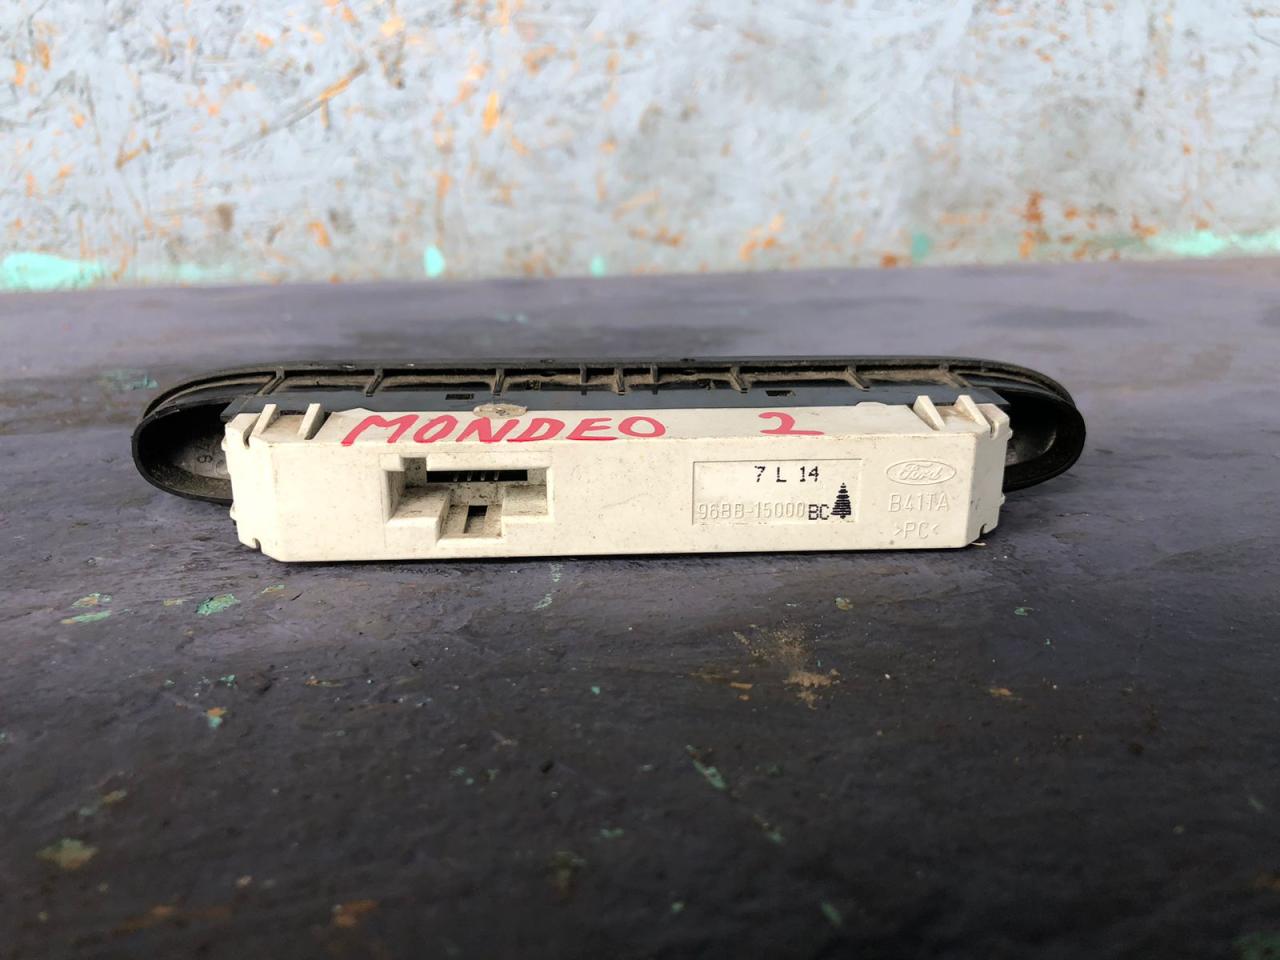 MONDEO 2
7 L 14
96BB-15000BC
Ford
B41TA
>PC<